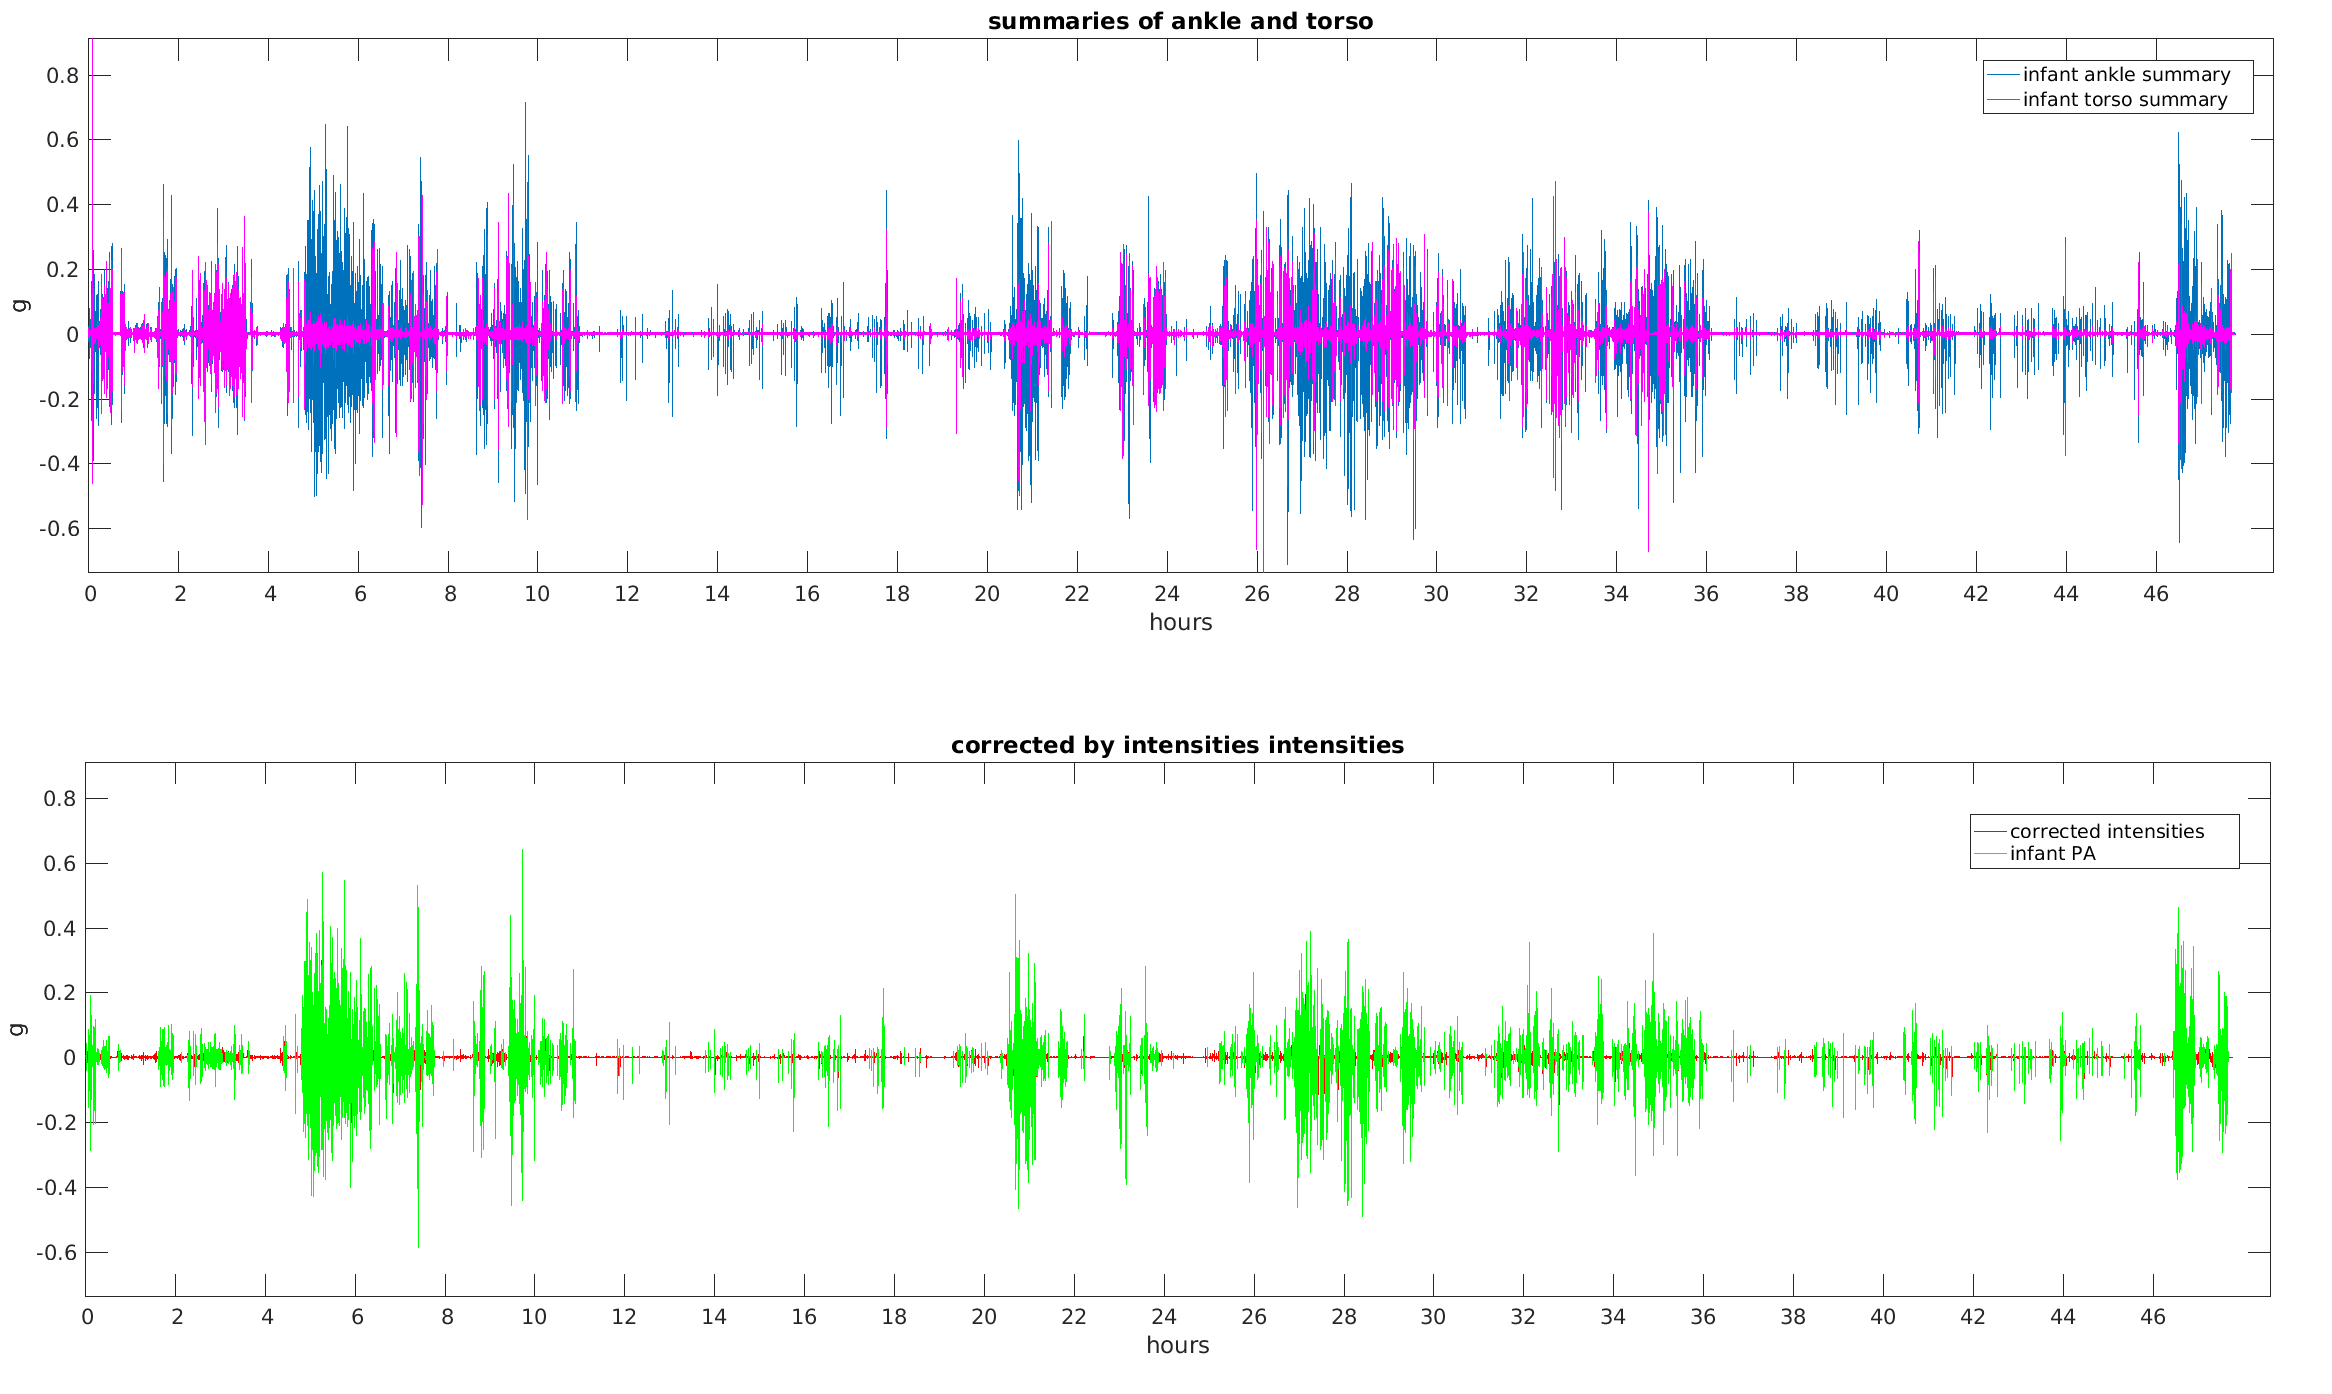 summaries of ankle and torso
infant ankle summary
infant torso summary
0.8
0.6
0.4
0.2
0
-0.2
-0.4
-0.6
g
0 2 4 6 8 10 12 14 16 18 20 22 24 26 28 30 32 34 36 38 40 42 44 46
hours
corrected by intensities intensities
corrected intensities
infant PA
0.8
0.6
0.4
0.2
0
-0.2
-0.4
-0.6
g
0 2 4 6 8 10 12 14 16 18 20 22 24 26 28 30 32 34 36 38 40 42 44 46
hours